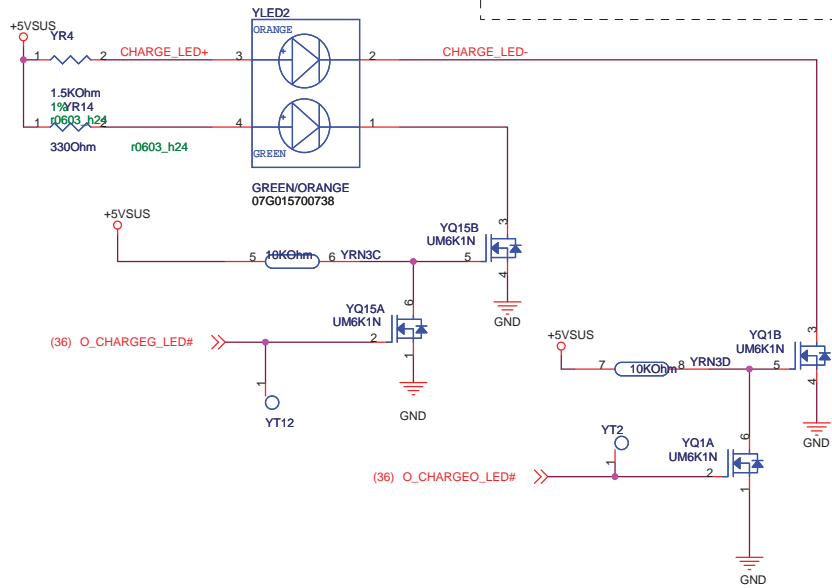 +5VSUS
YLED2
YR4
ORANGE
1 2 CHARGE_LED+ 3 + 2 CHARGE_LED-
1.5KOhm
1%
YR14
r0603_h24
1 2 4 + 1
330Ohm r0603_h24
GREEN
GREEN/ORANGE
07G015700738
+5VSUS
YQ15B
UM6K1N
3
5 10KOhm 6 YRN3C 5
4
GND
YQ15A
UM6K1N
6
(36) O_CHARGEG_LED# 2
1
GND
1
YT12
+5VSUS
YQ1B
UM6K1N
3
7 10KOhm 8 YRN3D 5
4
GND
YT2
1
YQ1A
UM6K1N
6
(36) O_CHARGEO_LED# 2
1
GND